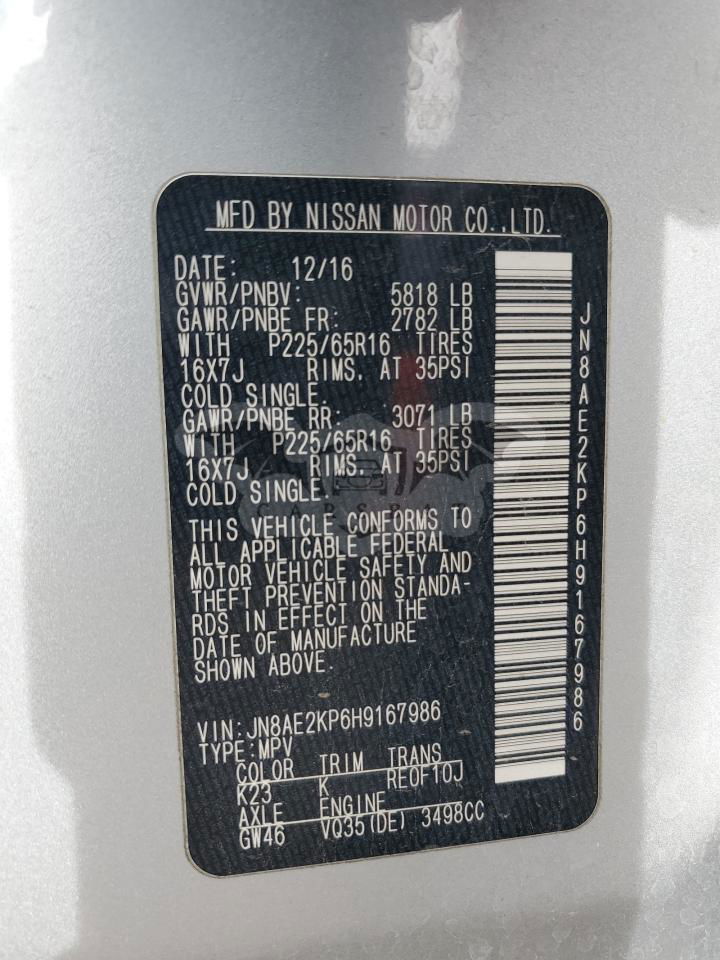 MFD BY NISSAN MOTOR CO.,LTD.
DATE: 12/16
GVWR/PNBV: 5818 LB
GAWR/PNBE FR: 2782 LB
WITH P225/65R16 TIRES
16X7J RIMS, AT 35PSI
COLD SINGLE.
GAWR/PNBE RR: 3071 LB
WITH P225/65R16 TIRES
16X7J RIMS, AT 35PSI
COLD SINGLE.
CARSPAT
THIS VEHICLE CONFORMS TO
ALL APPLICABLE FEDERAL
MOTOR VEHICLE SAFETY AND
THEFT PREVENTION STANDA-
RDS IN EFFECT ON THE
DATE OF MANUFACTURE
SHOWN ABOVE.
VIN:JN8AE2KP6H9167986
TYPE:MPV
COLOR TRIM TRANS
K23 K RE0F10J
AXLE ENGINE
GW46 VQ35(DE) 3498CC
JN8AE2KP6H9167986